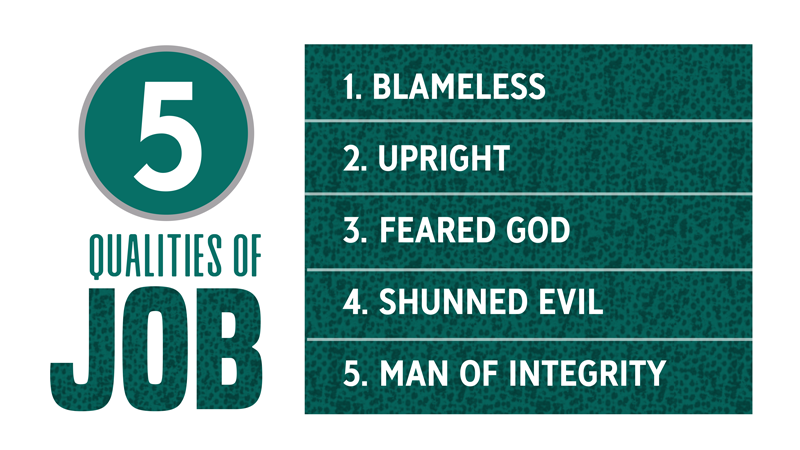 5
QUALITIES OF
JOB
1. BLAMELESS
2. UPRIGHT
3. FEARED GOD
4. SHUNNED EVIL
5. MAN OF INTEGRITY